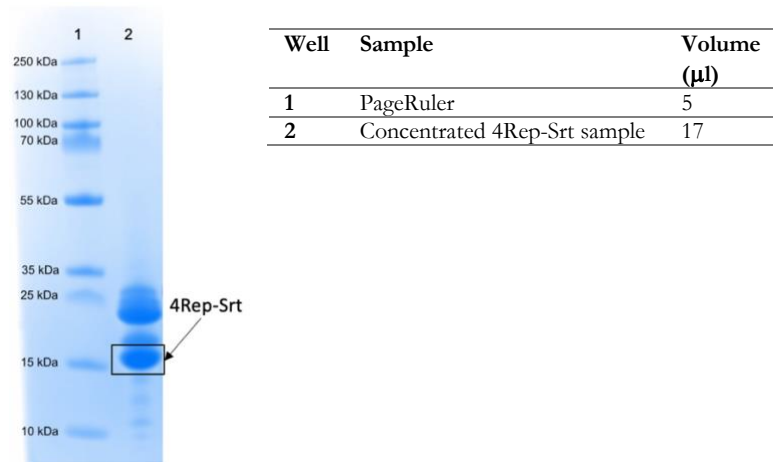 1 2
250 kDa
130 kDa
100 kDa
70 kDa
55 kDa
35 kDa
25 kDa
15 kDa
10 kDa
4Rep-Srt
Well Sample Volume
(µl)
1 PageRuler 5
2 Concentrated 4Rep-Srt sample 17